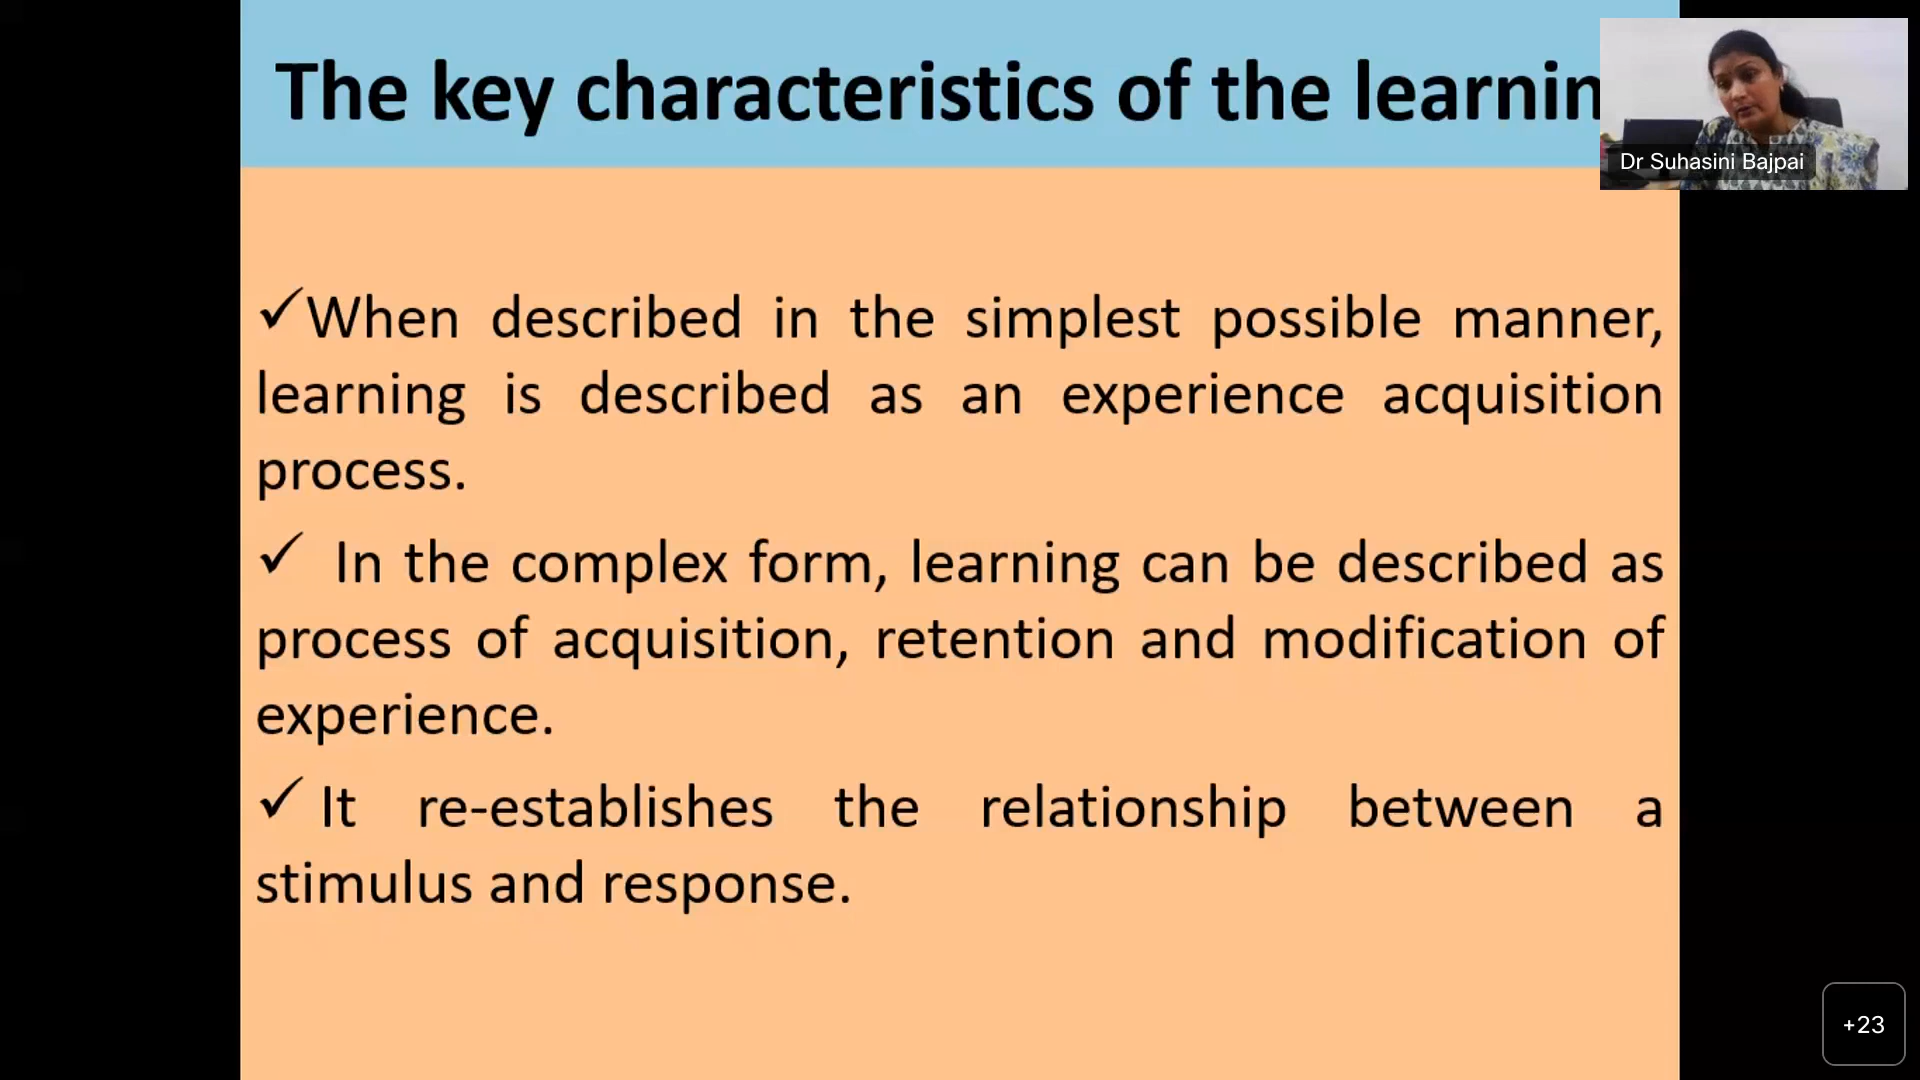 The key characteristics of the learnin
Dr Suhasini Bajpai
✓When described in the simplest possible manner,
learning is described as an experience acquisition
process.
✓ In the complex form, learning can be described as
process of acquisition, retention and modification of
experience.
✓ It re-establishes the relationship between a
stimulus and response.
+23